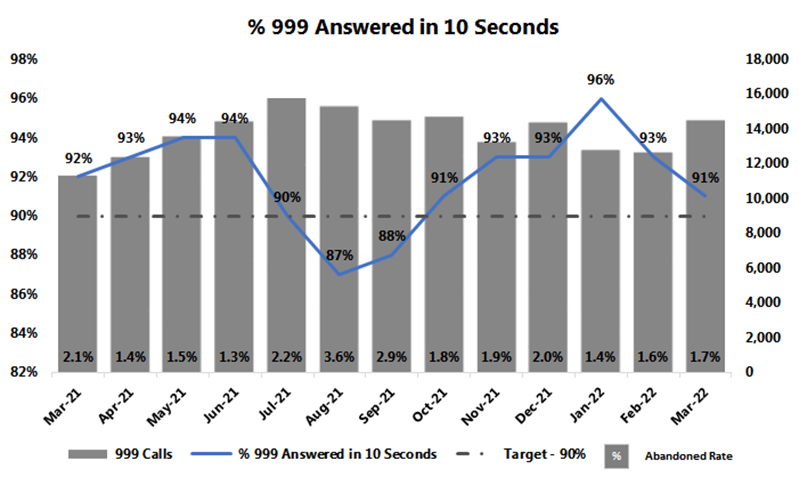 % 999 Answered in 10 Seconds
98% 18,000
96% 16,000
94% 14,000
92% 12,000
90% 10,000
88% 8,000
86% 6,000
84% 4,000
82% 2,000
0
92% 93% 94% 94% 90% 87% 88% 91% 93% 93% 96% 93% 91%
2.1% 1.4% 1.5% 1.3% 2.2% 3.6% 2.9% 1.8% 1.9% 2.0% 1.4% 1.6% 1.7%
Mar-21 Apr-21 May-21 Jun-21 Jul-21 Aug-21 Sep-21 Oct-21 Nov-21 Dec-21 Jan-22 Feb-22 Mar-22
999 Calls % 999 Answered in 10 Seconds Target - 90% % Abandoned Rate